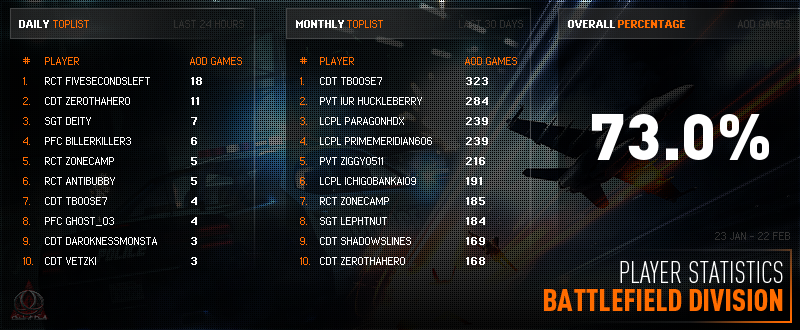 DAILY TOPLIST LAST 24 HOURS
# PLAYER AOD GAMES
1. RCT FIVESECONDSLEFT 18
2. CDT ZEROTHAHERO 11
3. SGT DEITY 7
4. PFC BILLERKILLER3 6
5. RCT ZONECAMP 5
6. RCT ANTIBUBBY 5
7. CDT TBOOSE7 4
8. PFC GHOST_03 4
9. CDT DAROKNESSMONSTA 3
10. CDT VETZKI 3
MONTHLY TOPLIST LAST 30 DAYS
# PLAYER AOD GAMES
1. CDT TBOOSE7 323
2. PVT IUR HUCKLEBERRY 284
3. LCPL PARAGONHDX 239
4. LCPL PRIMEMERIDIAN606 239
5. PVT ZIGGY0511 216
6. LCPL ICHIGOBANKAI09 191
7. RCT ZONECAMP 185
8. SGT LEPHTNUT 184
9. CDT SHADOWSLINES 169
10. CDT ZEROTHAHERO 168
OVERALL PERCENTAGE AOD GAMES
73.0%
23 JAN - 22 FEB
PLAYER STATISTICS
BATTLEFIELD DIVISION